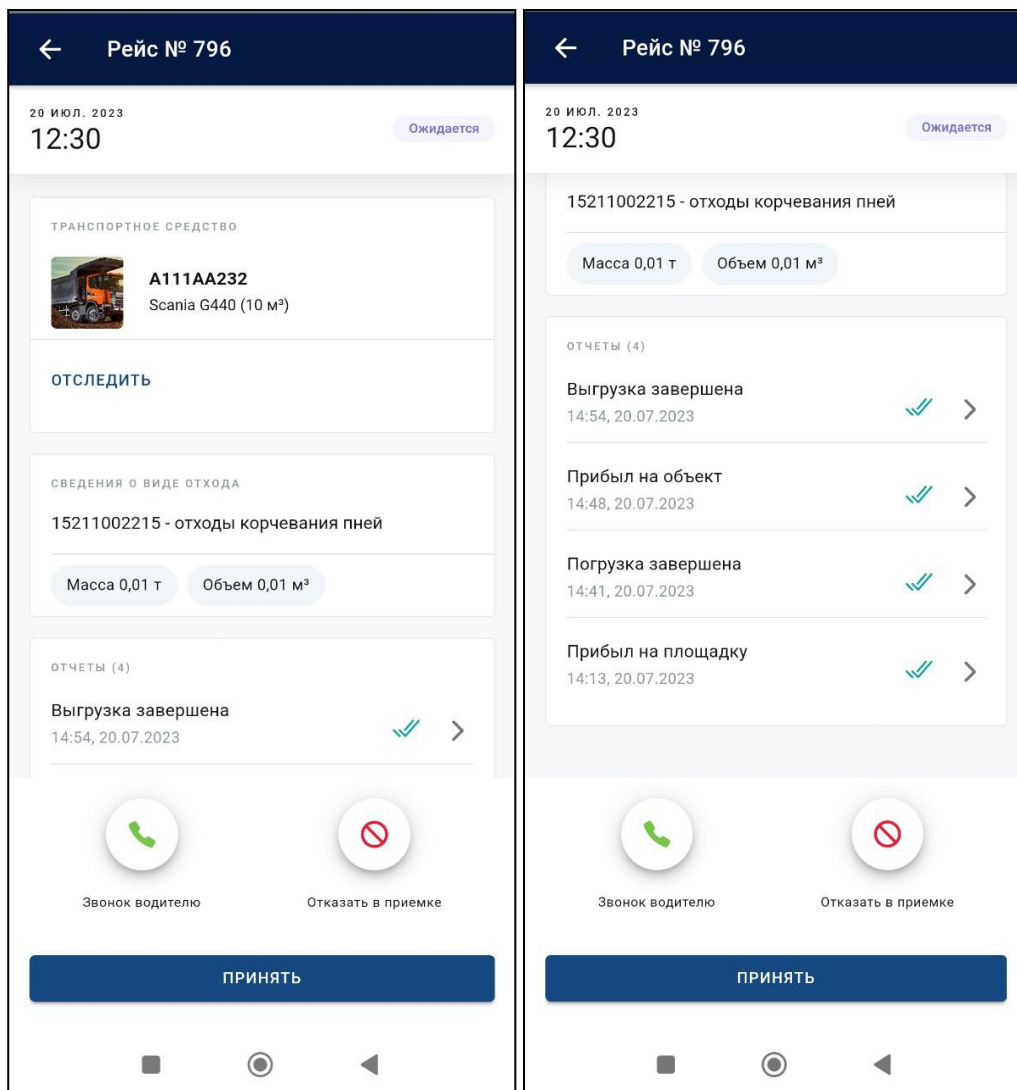 Рейс № 796
20 ИЮЛ. 2023
12:30
Ожидается
ТРАНСПОРТНОЕ СРЕДСТВО
A111AA232
Scania G440 (10 м³)
ОТСЛЕДИТЬ
СВЕДЕНИЯ О ВИДЕ ОТХОДА
15211002215 - отходы корчевания пней
Масса 0,01 т
Объем 0,01 м³
ОТЧЕТЫ (4)
Выгрузка завершена
14:54, 20.07.2023
Звонок водителю
Отказать в приемке
ПРИНЯТЬ
Рейс № 796
20 ИЮЛ. 2023
12:30
Ожидается
15211002215 - отходы корчевания пней
Масса 0,01 т
Объем 0,01 м³
ОТЧЕТЫ (4)
Выгрузка завершена
14:54, 20.07.2023
Прибыл на объект
14:48, 20.07.2023
Погрузка завершена
14:41, 20.07.2023
Прибыл на площадку
14:13, 20.07.2023
Звонок водителю
Отказать в приемке
ПРИНЯТЬ